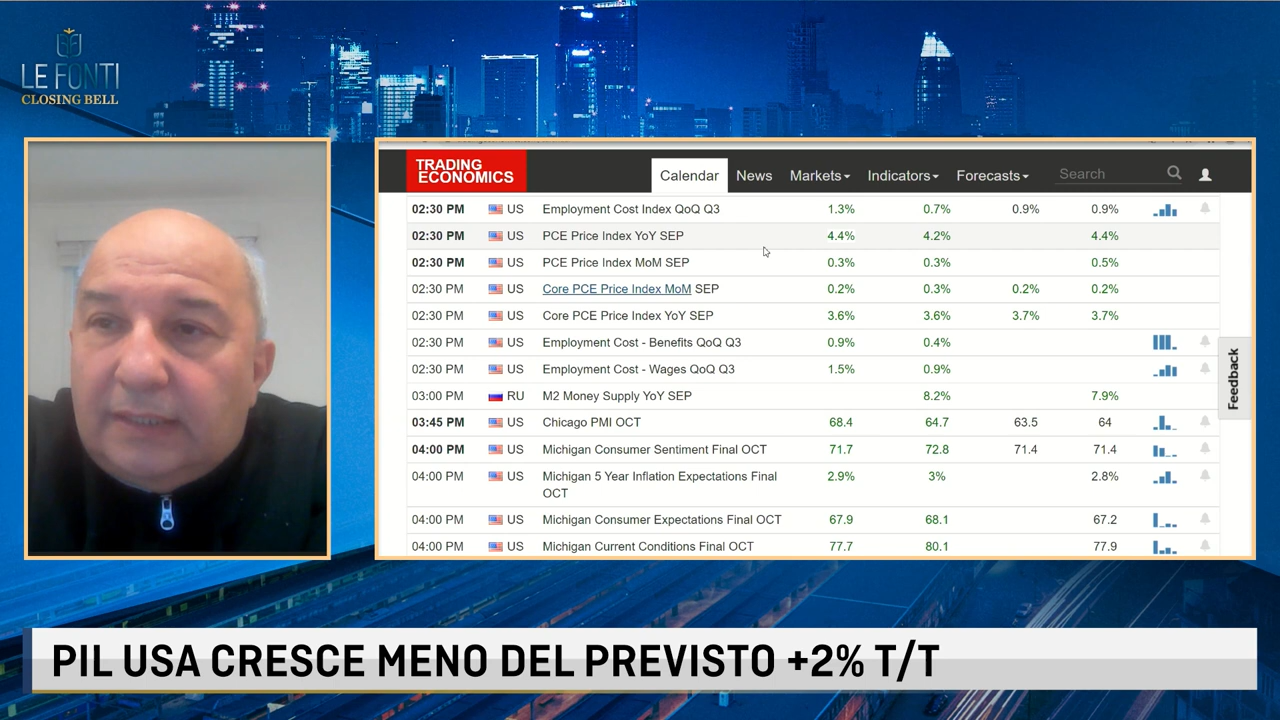 LE FONTI
CLOSING BELL
TRADING
ECONOMICS
Calendar News Markets Indicators Forecasts Search
02:30 PM US Employment Cost Index QoQ Q3 1.3% 0.7% 0.9% 0.9%
02:30 PM US PCE Price Index YoY SEP 4.4% 4.2% 4.4%
02:30 PM US PCE Price Index MoM SEP 0.3% 0.3% 0.5%
02:30 PM US Core PCE Price Index MoM SEP 0.2% 0.3% 0.2% 0.2%
02:30 PM US Core PCE Price Index YoY SEP 3.6% 3.6% 3.7% 3.7%
02:30 PM US Employment Cost - Benefits QoQ Q3 0.9% 0.4%
02:30 PM US Employment Cost - Wages QoQ Q3 1.5% 0.9%
03:00 PM RU M2 Money Supply YoY SEP 8.2% 7.9%
03:45 PM US Chicago PMI OCT 68.4 64.7 63.5 64
04:00 PM US Michigan Consumer Sentiment Final OCT 71.7 72.8 71.4 71.4
04:00 PM US Michigan 5 Year Inflation Expectations Final 2.9% 3% 2.8%
OCT
04:00 PM US Michigan Consumer Expectations Final OCT 67.9 68.1 67.2
04:00 PM US Michigan Current Conditions Final OCT 77.7 80.1 77.9
Feedback
PIL USA CRESCE MENO DEL PREVISTO +2% T/T